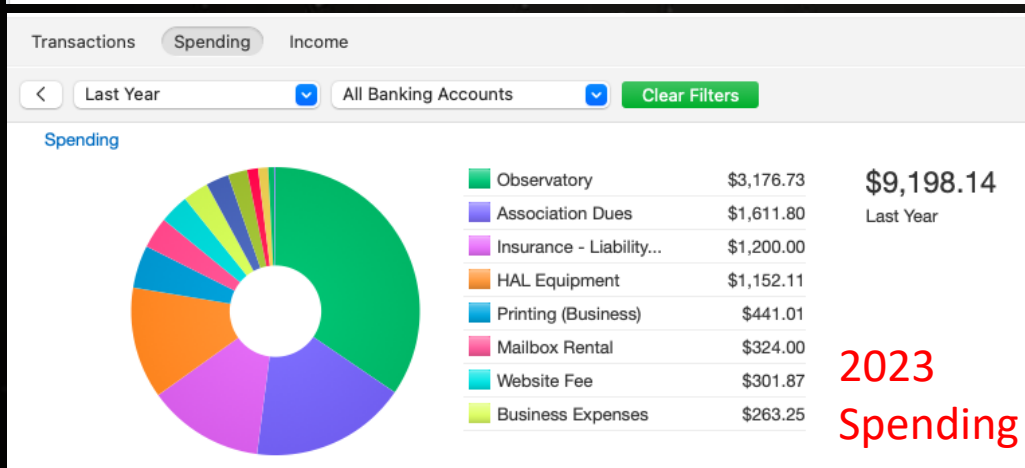 Transactions Spending Income
Last Year All Banking Accounts Clear Filters
Spending
Observatory $3,176.73
Association Dues $1,611.80
Insurance - Liability... $1,200.00
HAL Equipment $1,152.11
Printing (Business) $441.01
Mailbox Rental $324.00
Website Fee $301.87
Business Expenses $263.25
$9,198.14
Last Year
2023
Spending